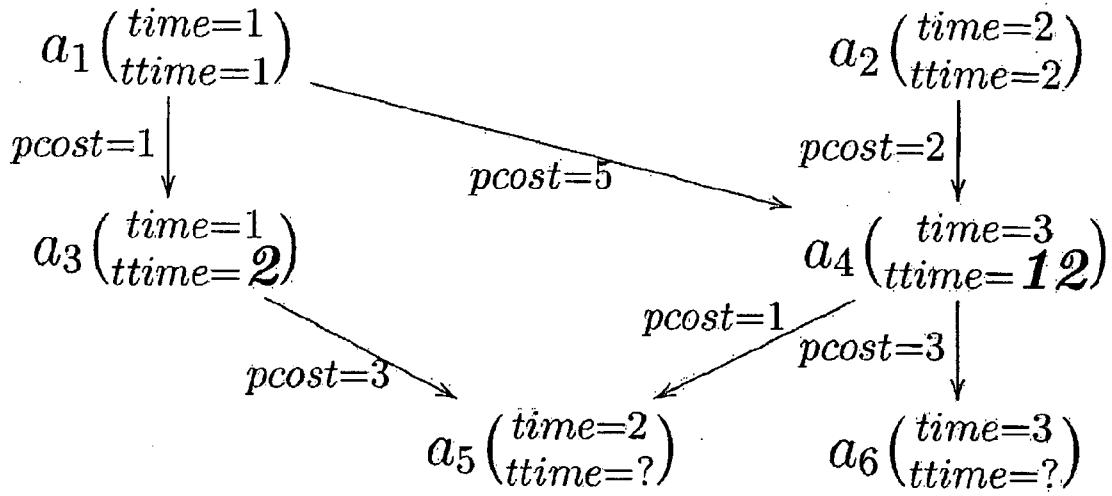 a₁(time=1 ttime=1) a₂(time=2 ttime=2)
pcost=1 pcost=5 pcost=2
a₃(time=1 ttime=2) a₄(time=3 ttime=12)
pcost=3 pcost=1 pcost=3
a₅(time=2 ttime=?) a₆(time=3 ttime=?)